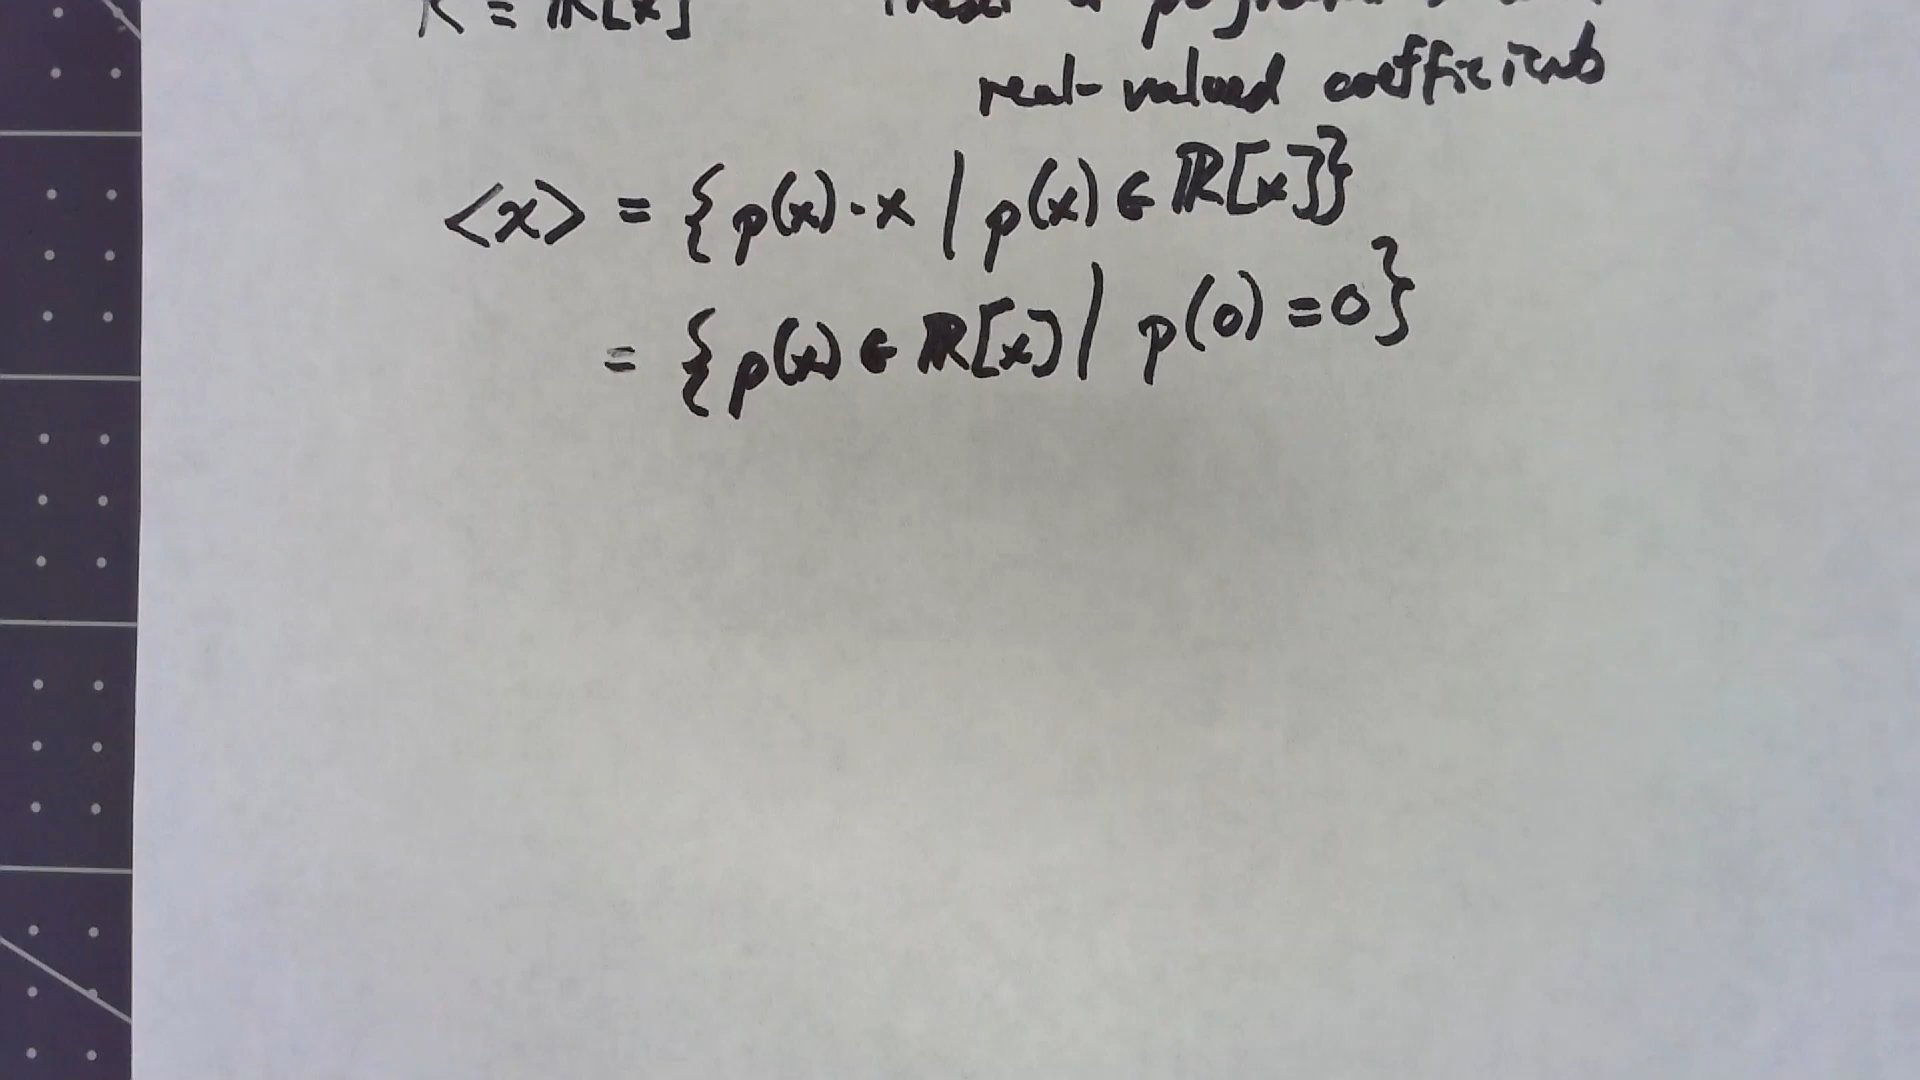 R = ℝ[x]
real-valued coefficients
<x> = {p(x)·x | p(x) ∈ ℝ[x]}
= {p(x) ∈ ℝ[x] | p(0) = 0}